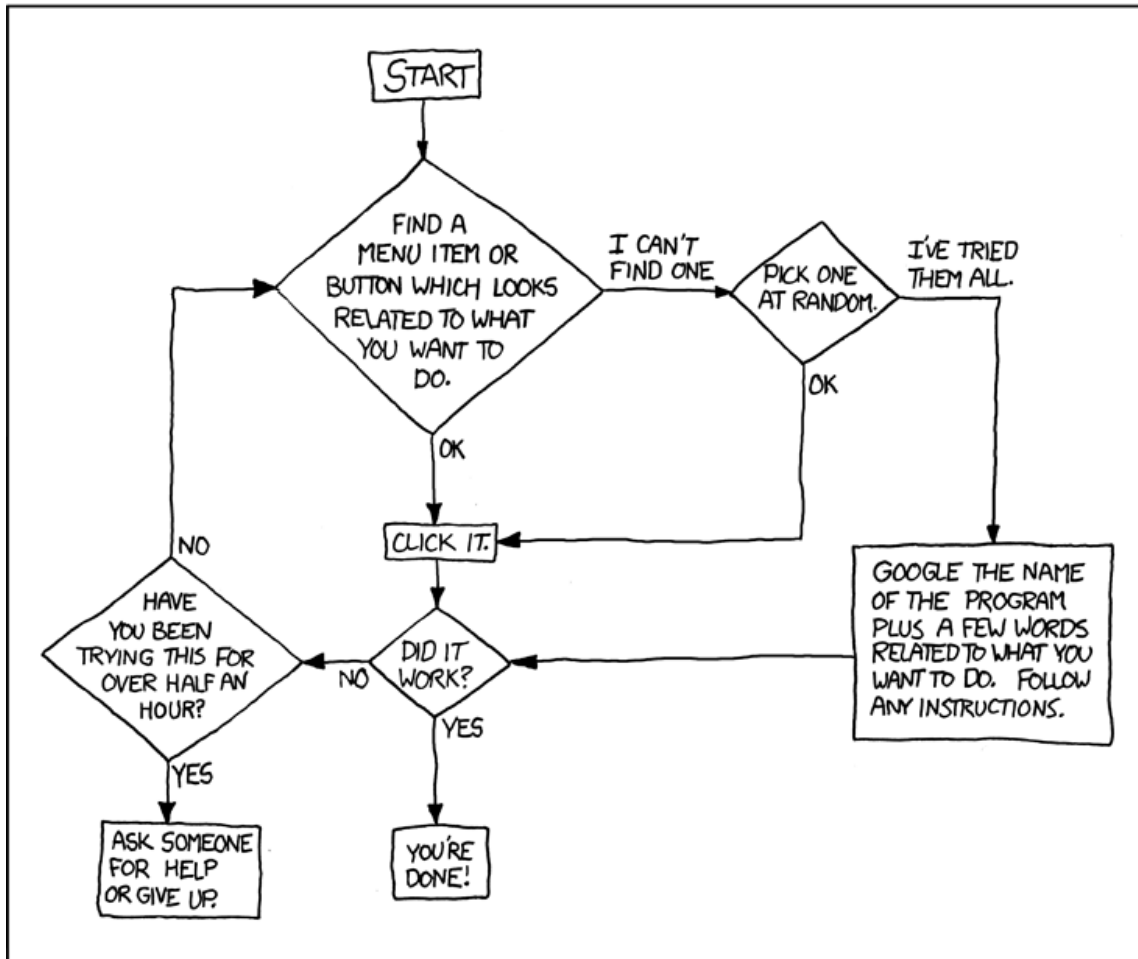 START
FIND A
MENU ITEM OR
BUTTON WHICH LOOKS
RELATED TO WHAT
YOU WANT TO
DO.
I CAN'T
FIND ONE
PICK ONE
AT RANDOM.
I'VE TRIED
THEM ALL.
OK
OK
CLICK IT.
NO
HAVE
YOU BEEN
TRYING THIS FOR
OVER HALF AN
HOUR?
NO
DID IT
WORK?
GOOGLE THE NAME
OF THE PROGRAM
PLUS A FEW WORDS
RELATED TO WHAT YOU
WANT TO DO. FOLLOW
ANY INSTRUCTIONS.
YES
YES
ASK SOMEONE
FOR HELP
OR GIVE UP.
YOU'RE
DONE!